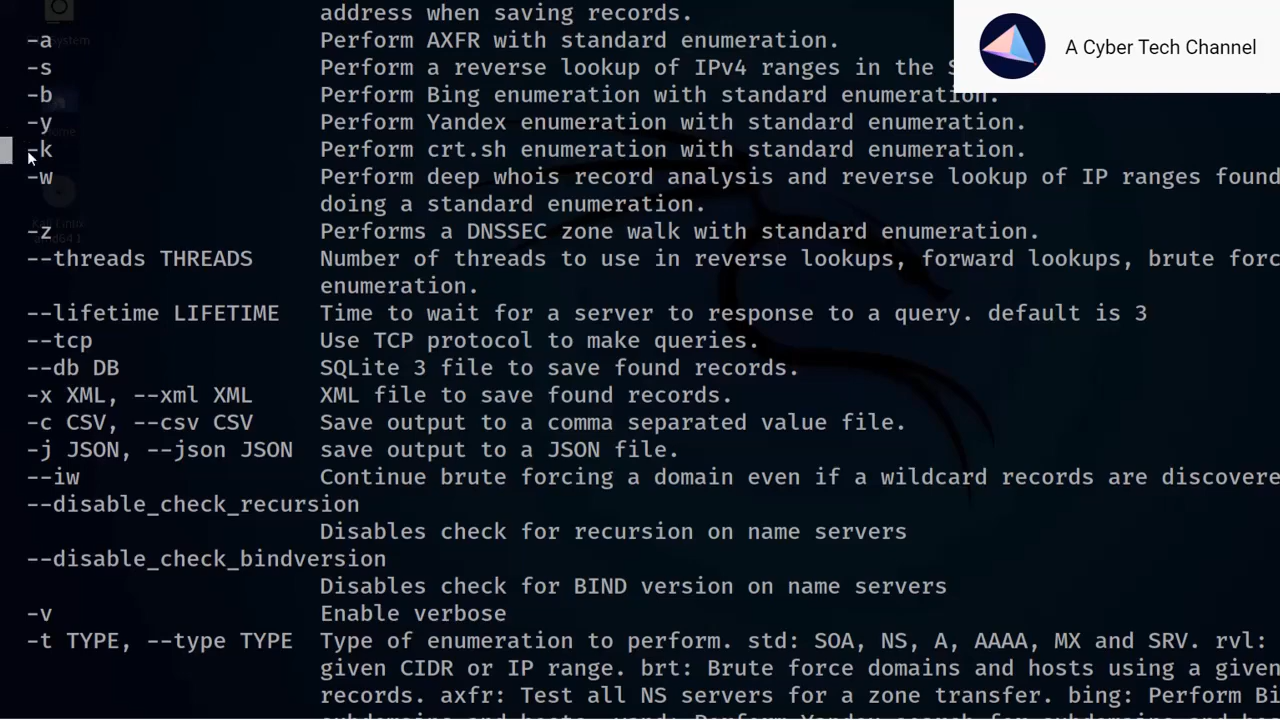 address when saving records.
-a Perform AXFR with standard enumeration.
-s Perform a reverse lookup of IPv4 ranges in the
-b Perform Bing enumeration with standard enumeration.
-y Perform Yandex enumeration with standard enumeration.
-k Perform crt.sh enumeration with standard enumeration.
-w Perform deep whois record analysis and reverse lookup of IP ranges found
doing a standard enumeration.
-z Performs a DNSSEC zone walk with standard enumeration.
--threads THREADS Number of threads to use in reverse lookups, forward lookups, brute forc
enumeration.
--lifetime LIFETIME Time to wait for a server to response to a query. default is 3
--tcp Use TCP protocol to make queries.
--db DB SQLite 3 file to save found records.
-x XML, --xml XML XML file to save found records.
-c CSV, --csv CSV Save output to a comma separated value file.
-j JSON, --json JSON save output to a JSON file.
--iw Continue brute forcing a domain even if a wildcard records are discovere
--disable_check_recursion
Disables check for recursion on name servers
--disable_check_bindversion
Disables check for BIND version on name servers
-v Enable verbose
-t TYPE, --type TYPE Type of enumeration to perform. std: SOA, NS, A, AAAA, MX and SRV. rvl:
given CIDR or IP range. brt: Brute force domains and hosts using a given
records. axfr: Test all NS servers for a zone transfer. bing: Perform Bi
A Cyber Tech Channel